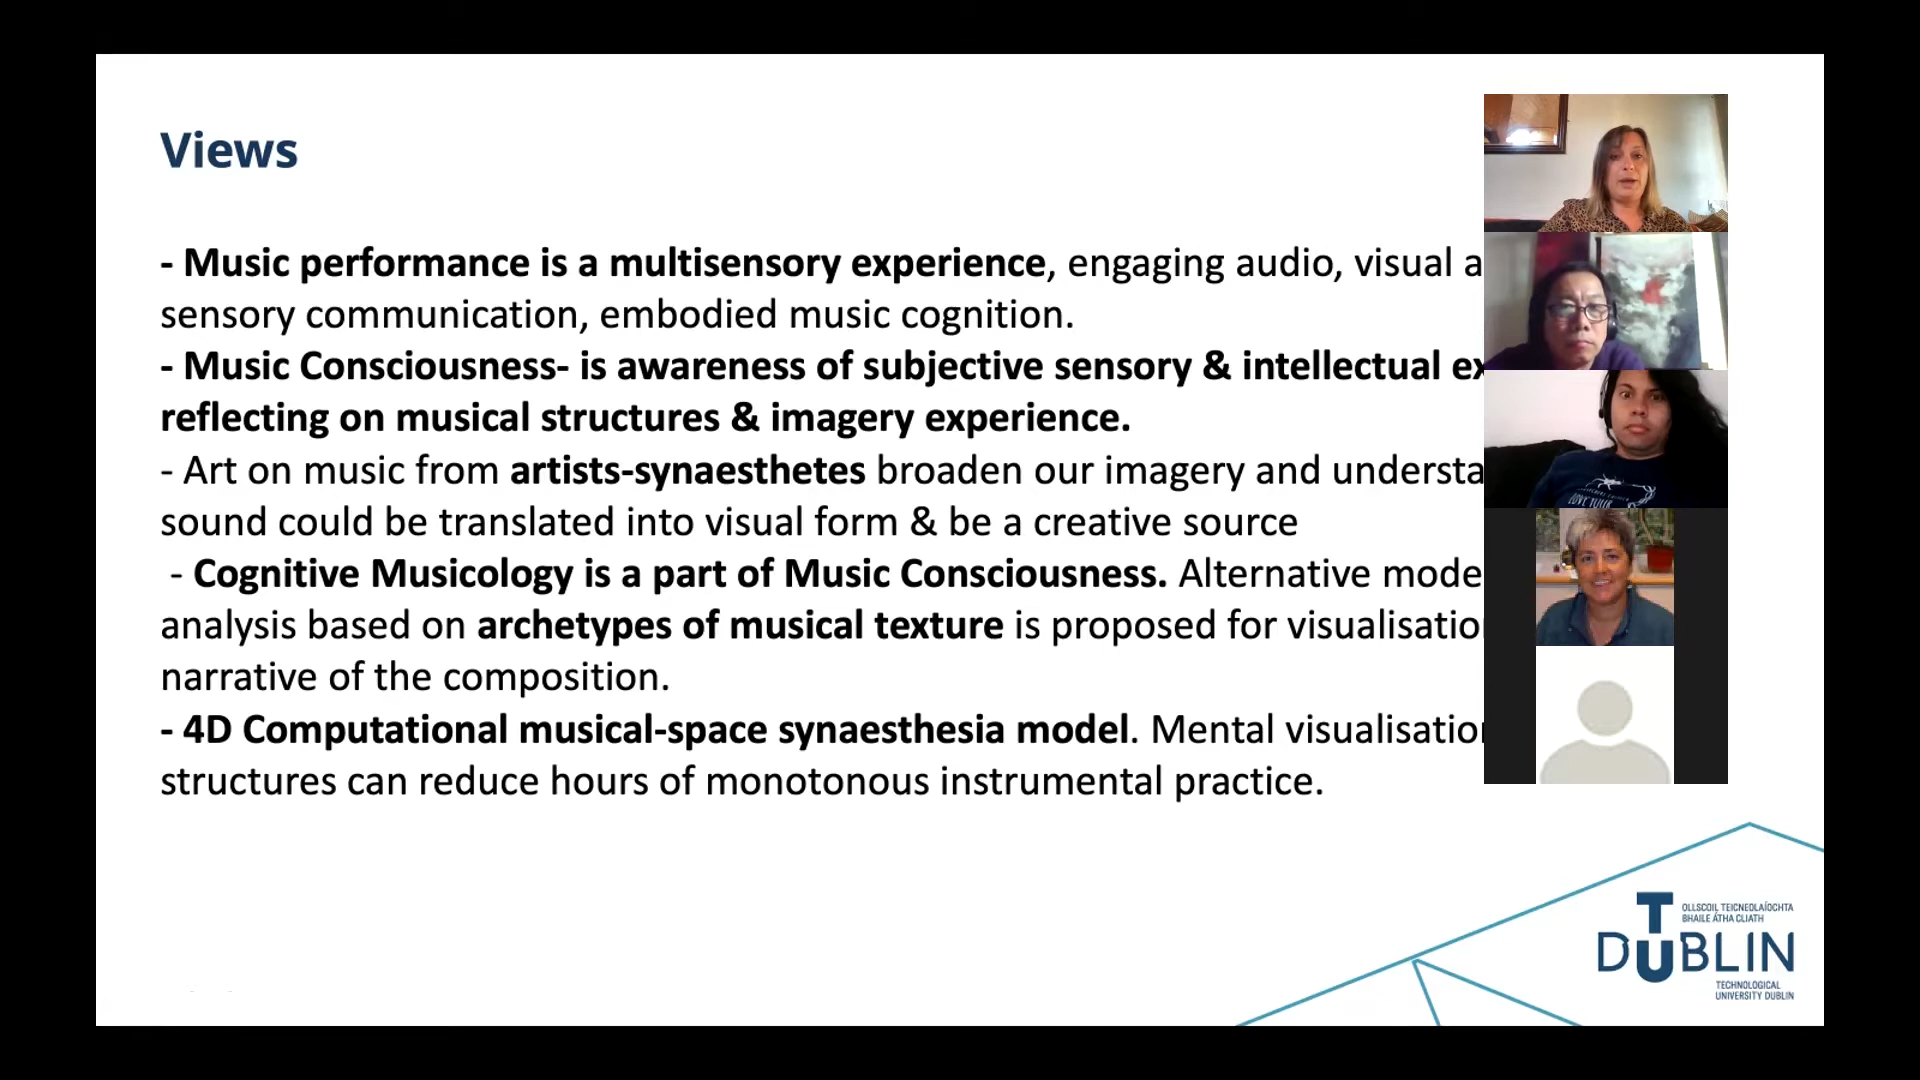 Views
- Music performance is a multisensory experience, engaging audio, visual a
sensory communication, embodied music cognition.
- Music Consciousness- is awareness of subjective sensory & intellectual ex
reflecting on musical structures & imagery experience.
- Art on music from artists-synaesthetes broaden our imagery and understa
sound could be translated into visual form & be a creative source
- Cognitive Musicology is a part of Music Consciousness. Alternative mode
analysis based on archetypes of musical texture is proposed for visualisatio
narrative of the composition.
- 4D Computational musical-space synaesthesia model. Mental visualisation
structures can reduce hours of monotonous instrumental practice.
OLLSCOIL TEICNEOLAÍOCHTA
BHAILE ÁTHA CLIATH
TU DUBLIN
TECHNOLOGICAL
UNIVERSITY DUBLIN